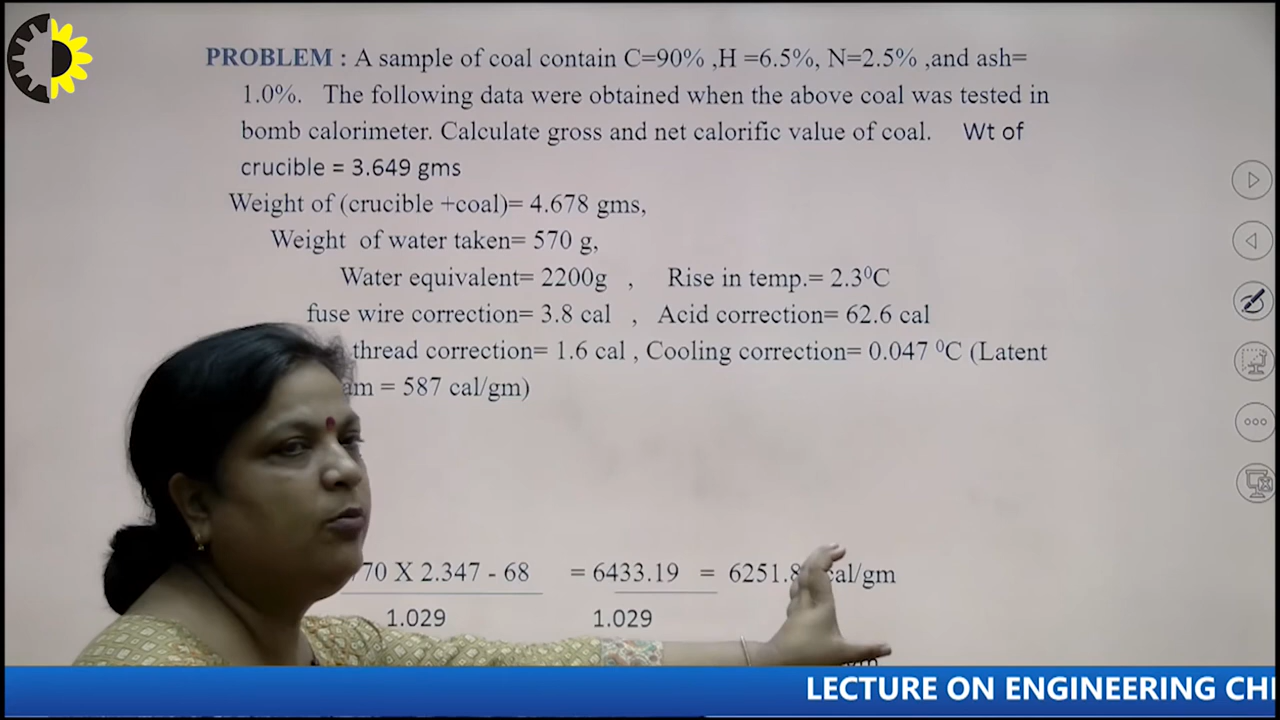 PROBLEM : A sample of coal contain C=90% ,H =6.5%, N=2.5% ,and ash=
1.0%. The following data were obtained when the above coal was tested in
bomb calorimeter. Calculate gross and net calorific value of coal. Wt of
crucible = 3.649 gms
Weight of (crucible +coal)= 4.678 gms,
Weight of water taken= 570 g,
Water equivalent= 2200g , Rise in temp.= 2.3⁰C
fuse wire correction= 3.8 cal , Acid correction= 62.6 cal
thread correction= 1.6 cal , Cooling correction= 0.047 ⁰C (Latent
= 587 cal/gm)
70 X 2.347 - 68 = 6433.19 = 6251.8 cal/gm
1.029 1.029
LECTURE ON ENGINEERING CH